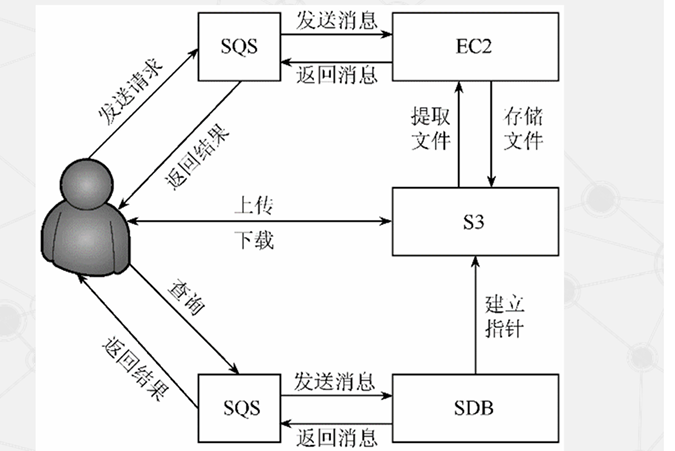 发送消息
SQS
EC2
返回消息
发送请求
返回结果
提取
文件
存储
文件
上传
下载
S3
查询
返回结果
建立
指针
发送消息
SQS
SDB
返回消息